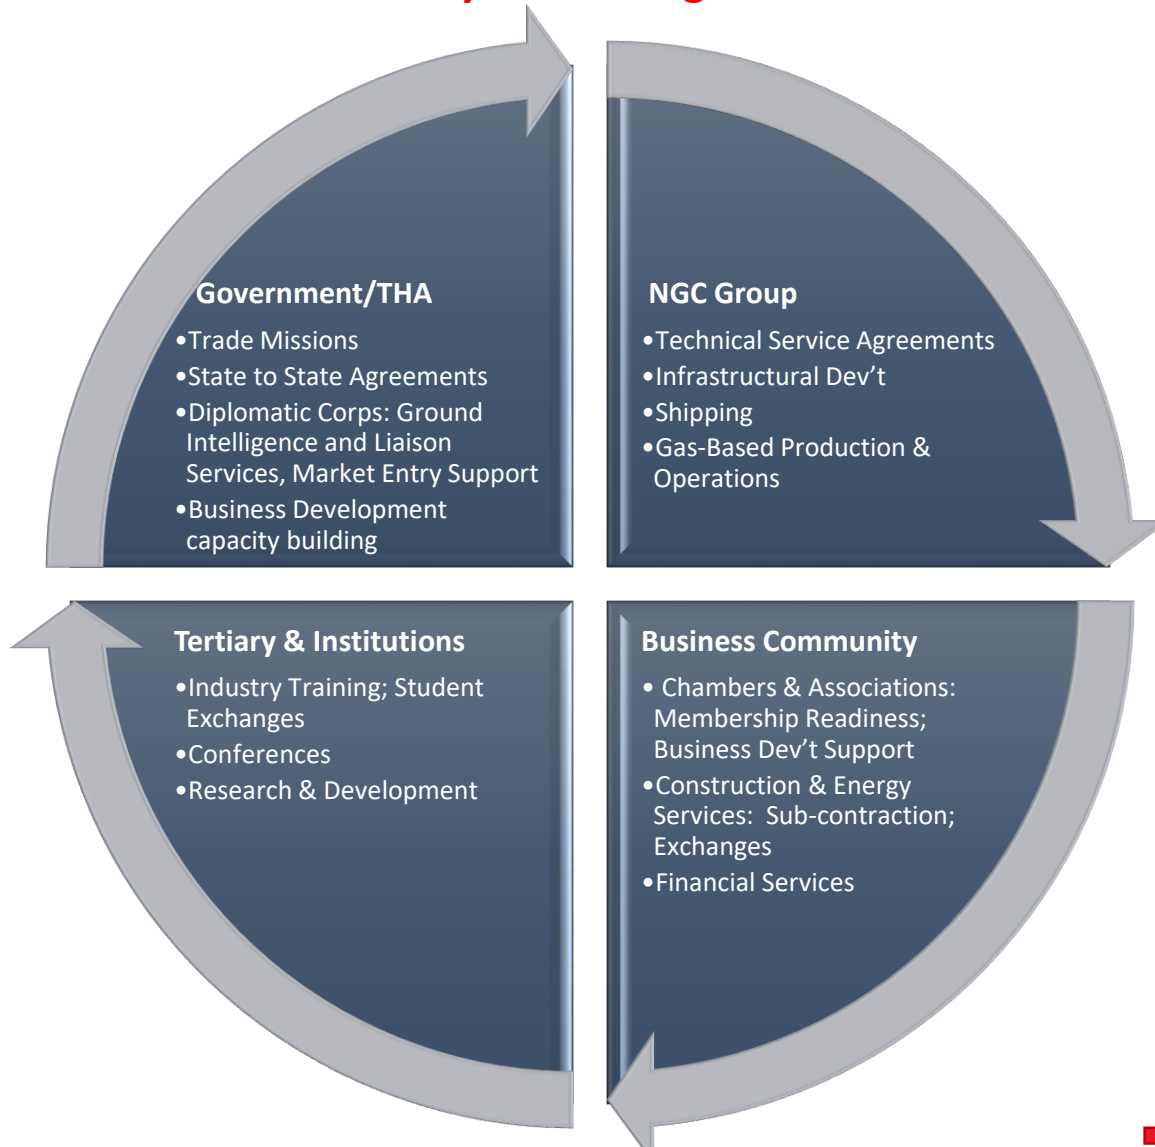 Government/THA
•Trade Missions
•State to State Agreements
•Diplomatic Corps: Ground
Intelligence and Liaison
Services, Market Entry Support
•Business Development
capacity building
NGC Group
•Technical Service Agreements
•Infrastructural Dev’t
•Shipping
•Gas-Based Production &
Operations
Tertiary & Institutions
•Industry Training; Student
Exchanges
•Conferences
•Research & Development
Business Community
• Chambers & Associations:
Membership Readiness;
Business Dev’t Support
•Construction & Energy
Services:  Sub-contraction;
Exchanges
•Financial Services